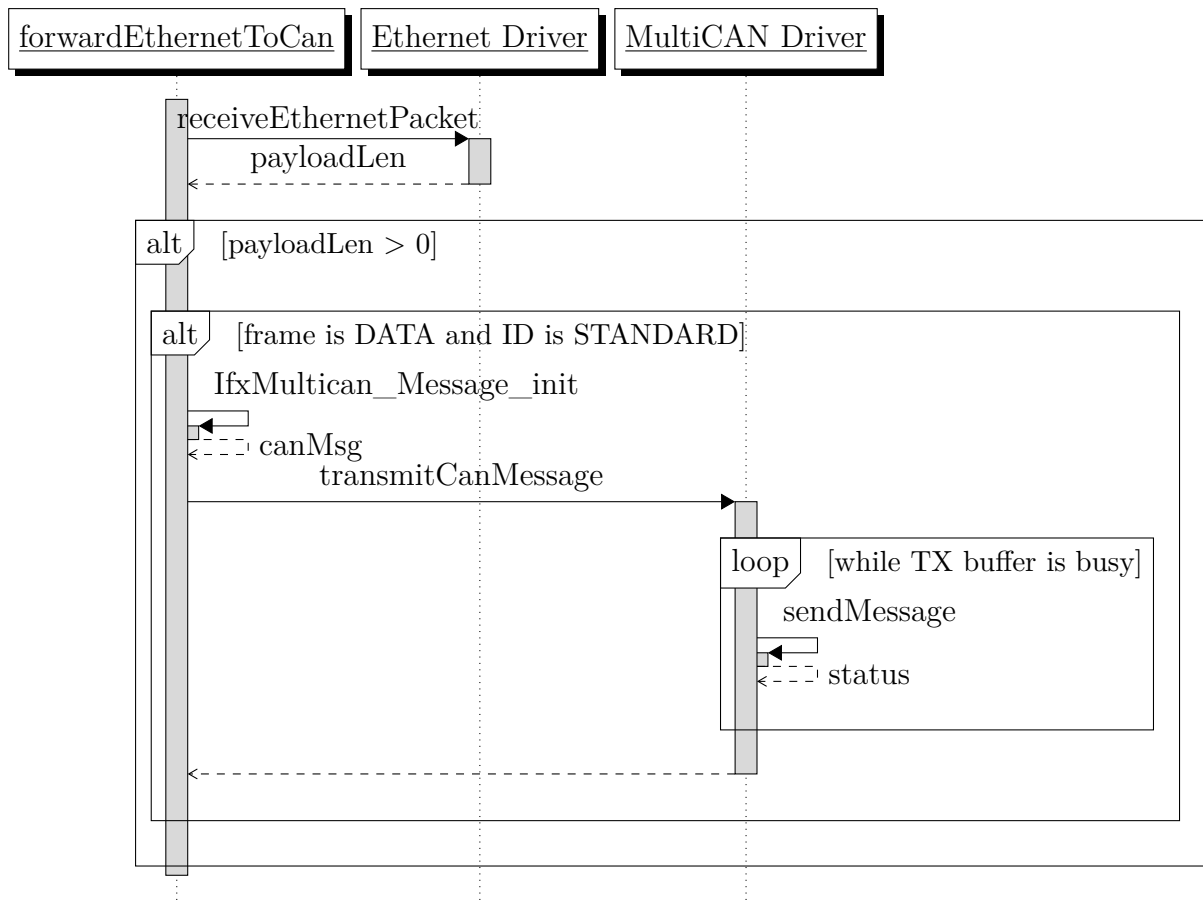 forwardEthernetToCan
Ethernet Driver
MultiCAN Driver
receiveEthernetPacket
payloadLen
alt
[payloadLen > 0]
alt
[frame is DATA and ID is STANDARD]
IfxMultican_Message_init
canMsg
transmitCanMessage
loop
[while TX buffer is busy]
sendMessage
status